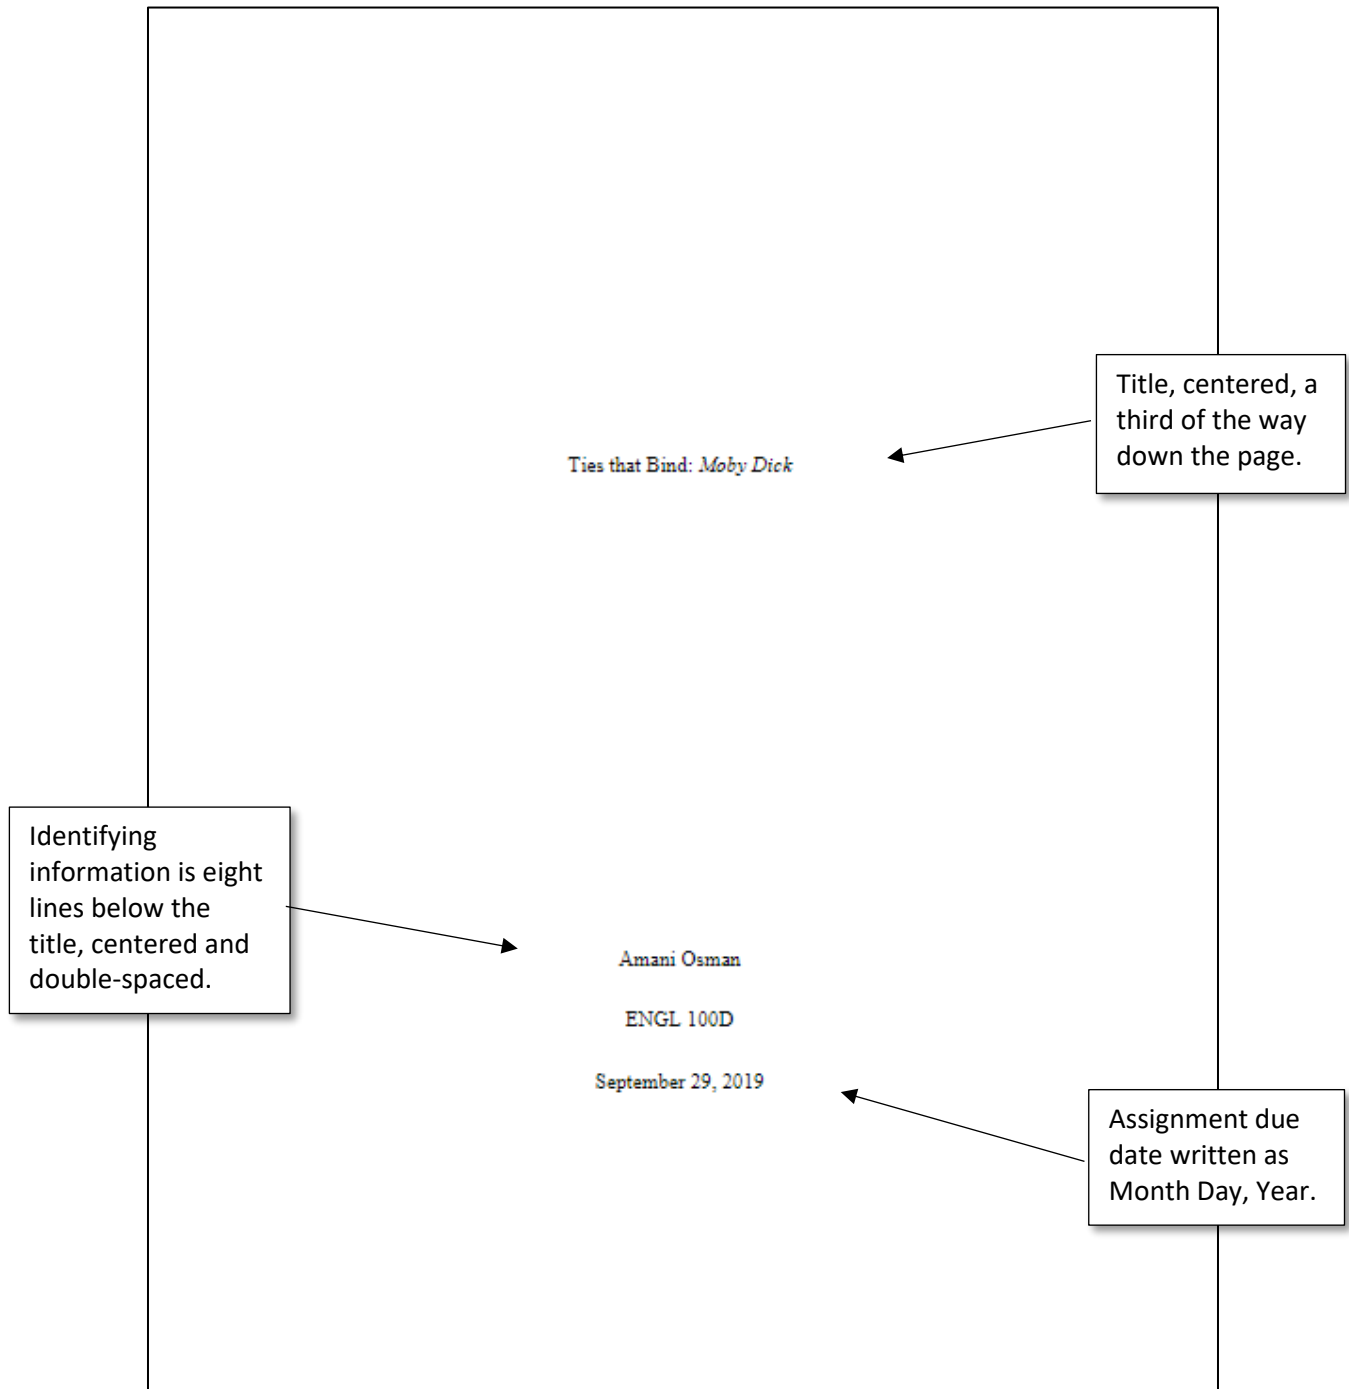 Title, centered, a
third of the way
down the page.
Ties that Bind: Moby Dick
Identifying
information is eight
lines below the
title, centered and
double-spaced.
Amani Osman
ENGL 100D
September 29, 2019
Assignment due
date written as
Month Day, Year.